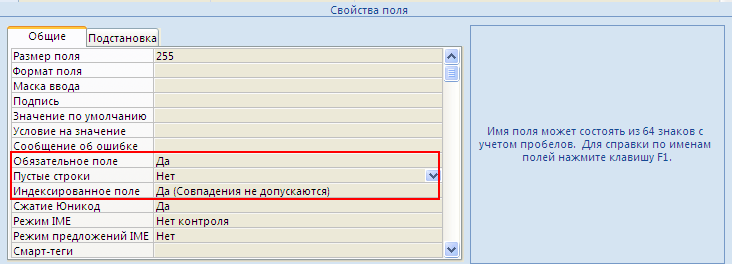 Свойства поля
Общие Подстановка
Размер поля 255
Формат поля
Маска ввода
Подпись
Значение по умолчанию
Условие на значение
Сообщение об ошибке
Обязательное поле Да
Пустые строки Нет
Индексированное поле Да (Совпадения не допускаются)
Сжатие Юникод Да
Режим IME Нет контроля
Режим предложений IME Нет
Смарт-теги
Имя поля может состоять из 64 знаков с
учетом пробелов. Для справки по именам
полей нажмите клавишу F1.